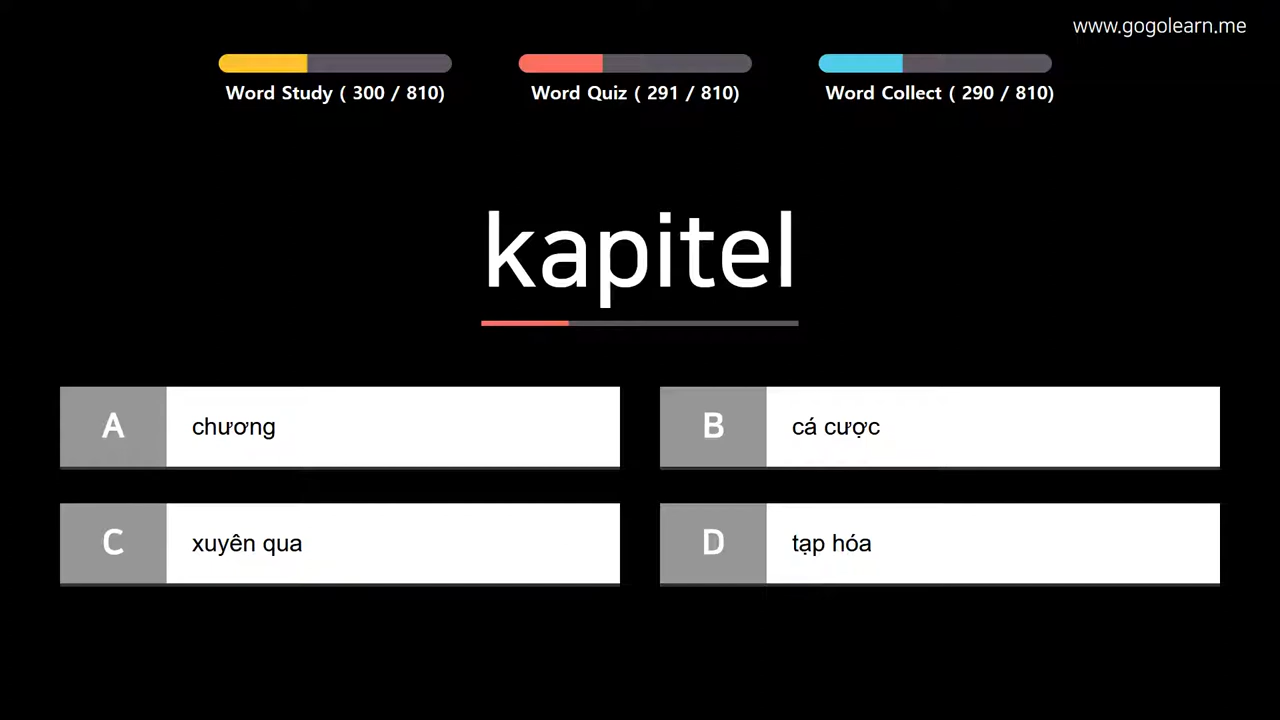 www.gogolearn.me
Word Study ( 300 / 810)
Word Quiz ( 291 / 810)
Word Collect ( 290 / 810)
kapitel
A chương
B cá cược
C xuyên qua
D tạp hóa